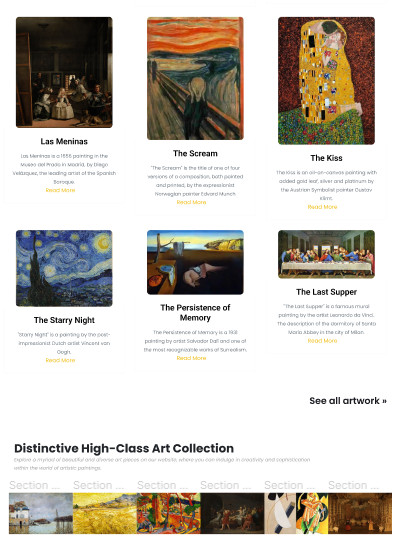 Las Meninas
Las Meninas is a 1656 painting in the
Museo del Prado in Madrid, by Diego
Velázquez, the leading artist of the Spanish
Baroque.
Read More
The Scream
"The Scream" is the title of one of four
versions of a composition, both painted
and printed, by the expressionist
Norwegian painter Edvard Munch.
Read More
The Kiss
The Kiss is an oil-on-canvas painting with
added gold leaf, silver and platinum by
the Austrian Symbolist painter Gustav
Klimt.
Read More
The Starry Night
"Starry Night" is a painting by the post-
impressionist Dutch artist Vincent van
Gogh.
Read More
The Persistence of
Memory
The Persistence of Memory is a 1931
painting by artist Salvador Dalí and one of
the most recognizable works of Surrealism.
Read More
The Last Supper
"The Last Supper" is a famous mural
painting by the artist Leonardo da Vinci.
The description of the dormitory of Santa
Maria Abbey in the city of Milan.
Read More
See all artwork »
Distinctive High-Class Art Collection
Explore a myriad of beautiful and diverse art pieces on our website, where you can indulge in creativity and sophistication
within the world of artistic paintings.
Section ...
Section ...
Section ...
Section ...
Section ...
Section ...